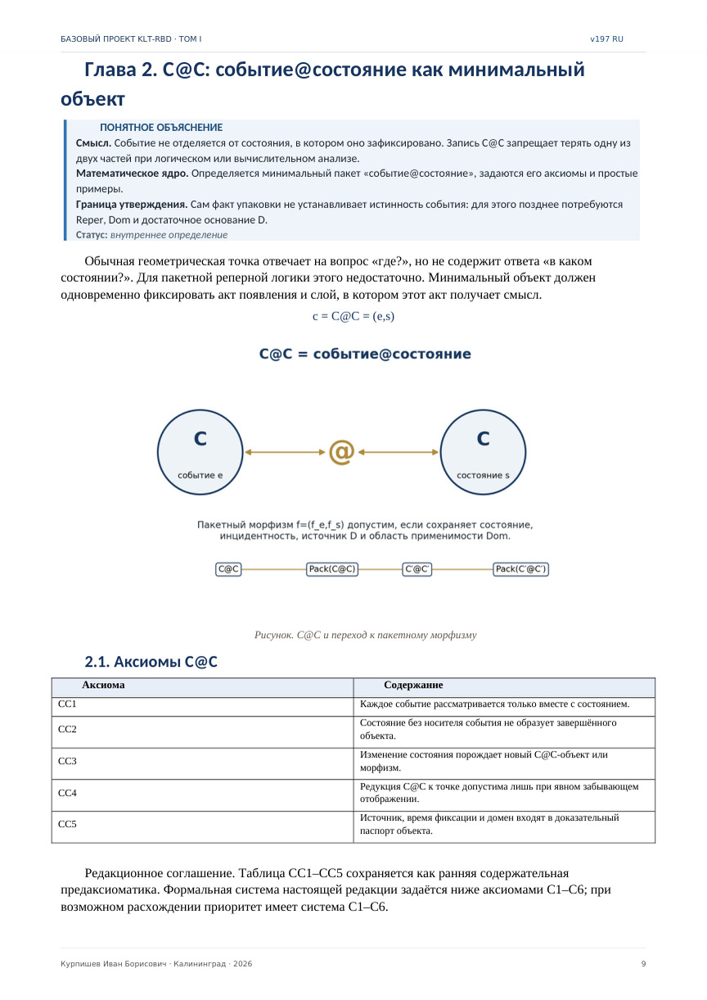 БАЗОВЫЙ ПРОЕКТ KLT-RBD · ТОМ I
v197 RU
Глава 2. C@C: событие@состояние как минимальный
объект
ПОНЯТНОЕ ОБЪЯСНЕНИЕ
Смысл. Событие не отделяется от состояния, в котором оно зафиксировано. Запись C@C запрещает терять одну из
двух частей при логическом или вычислительном анализе.
Математическое ядро. Определяется минимальный пакет «событие@состояние», задаются его аксиомы и простые
примеры.
Граница утверждения. Сам факт упаковки не устанавливает истинность события: для этого позднее потребуются
Reper, Dom и достаточное основание D.
Статус: внутреннее определение
Обычная геометрическая точка отвечает на вопрос «где?», но не содержит ответа «в каком
состоянии?». Для пакетной реперной логики этого недостаточно. Минимальный объект должен
одновременно фиксировать акт появления и слой, в котором этот акт получает смысл.
c = C@C = (e,s)
C@C = событие@состояние
C
@
C
событие e
состояние s
Пакетный морфизм f=(f_e,f_s) допустим, если сохраняет состояние,
инцидентность, источник D и область применимости Dom.
C@C
Pack(C@C)
C′@C′
Pack(C′@C′)
Рисунок. C@C и переход к пакетному морфизму
2.1. Аксиомы C@C
Аксиома
Содержание
CC1
Каждое событие рассматривается только вместе с состоянием.
CC2
Состояние без носителя события не образует завершённого
объекта.
CC3
Изменение состояния порождает новый C@C-объект или
морфизм.
CC4
Редукция C@C к точке допустима лишь при явном забывающем
отображении.
CC5
Источник, время фиксации и домен входят в доказательный
паспорт объекта.
Редакционное соглашение. Таблица CC1–CC5 сохраняется как ранняя содержательная
предаксиоматика. Формальная система настоящей редакции задаётся ниже аксиомами C1–C6; при
возможном расхождении приоритет имеет система C1–C6.
Курпишев Иван Борисович · Калининград · 2026
9